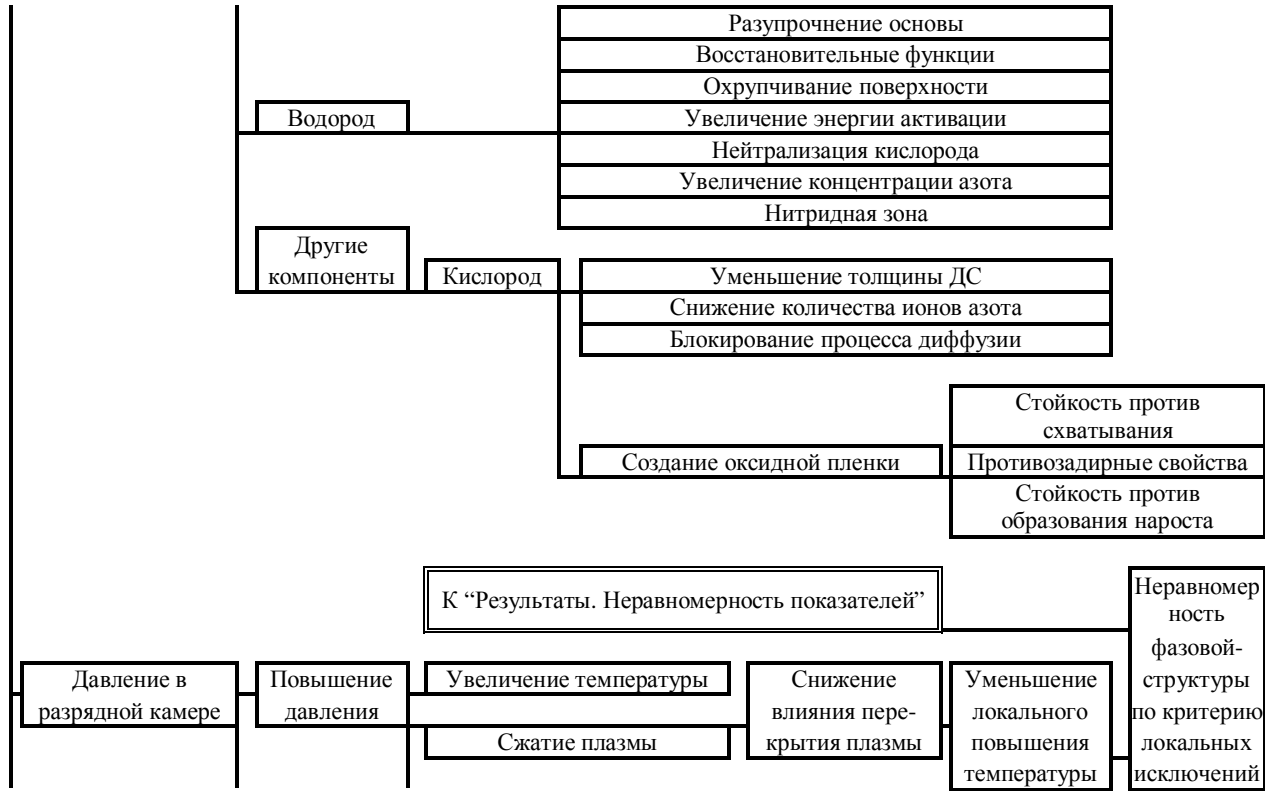 Разупрочнение основы
Восстановительные функции
Охрупчивание поверхности
Водород
Увеличение энергии активации
Нейтрализация кислорода
Увеличение концентрации азота
Нитридная зона
Другие
компоненты
Кислород
Уменьшение толщины ДС
Снижение количества ионов азота
Блокирование процесса диффузии
Создание оксидной пленки
Стойкость против
схватывания
Противозадирные свойства
Стойкость против
образования нароста
К “Результаты. Неравномерность показателей”
Давление в
разрядной камере
Повышение
давления
Увеличение температуры
Сжатие плазмы
Снижение
влияния пере-
крытия плазмы
Уменьшение
локального
повышения
температуры
Неравномер
ность
фазовой-
структуры
по критерию
локальных
исключений